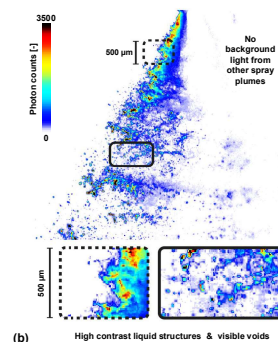 3500
Photon counts [-]
0
500 µm
No
background
light from
other spray
plumes
500 µm
(b)
High contrast liquid structures & visible voids